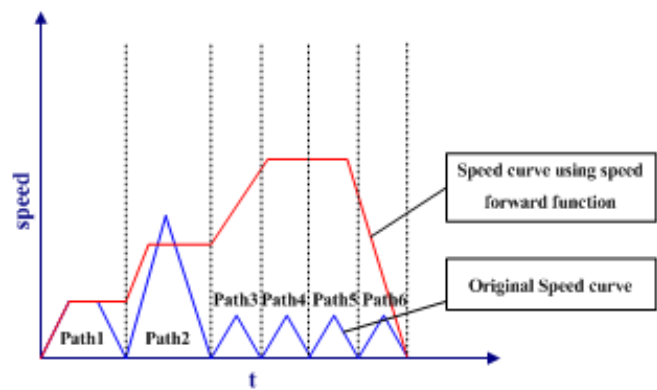 speed
Path1
Path2
Path3
Path4
Path5
Path6
Speed curve using speed
forward function
Original Speed curve
t